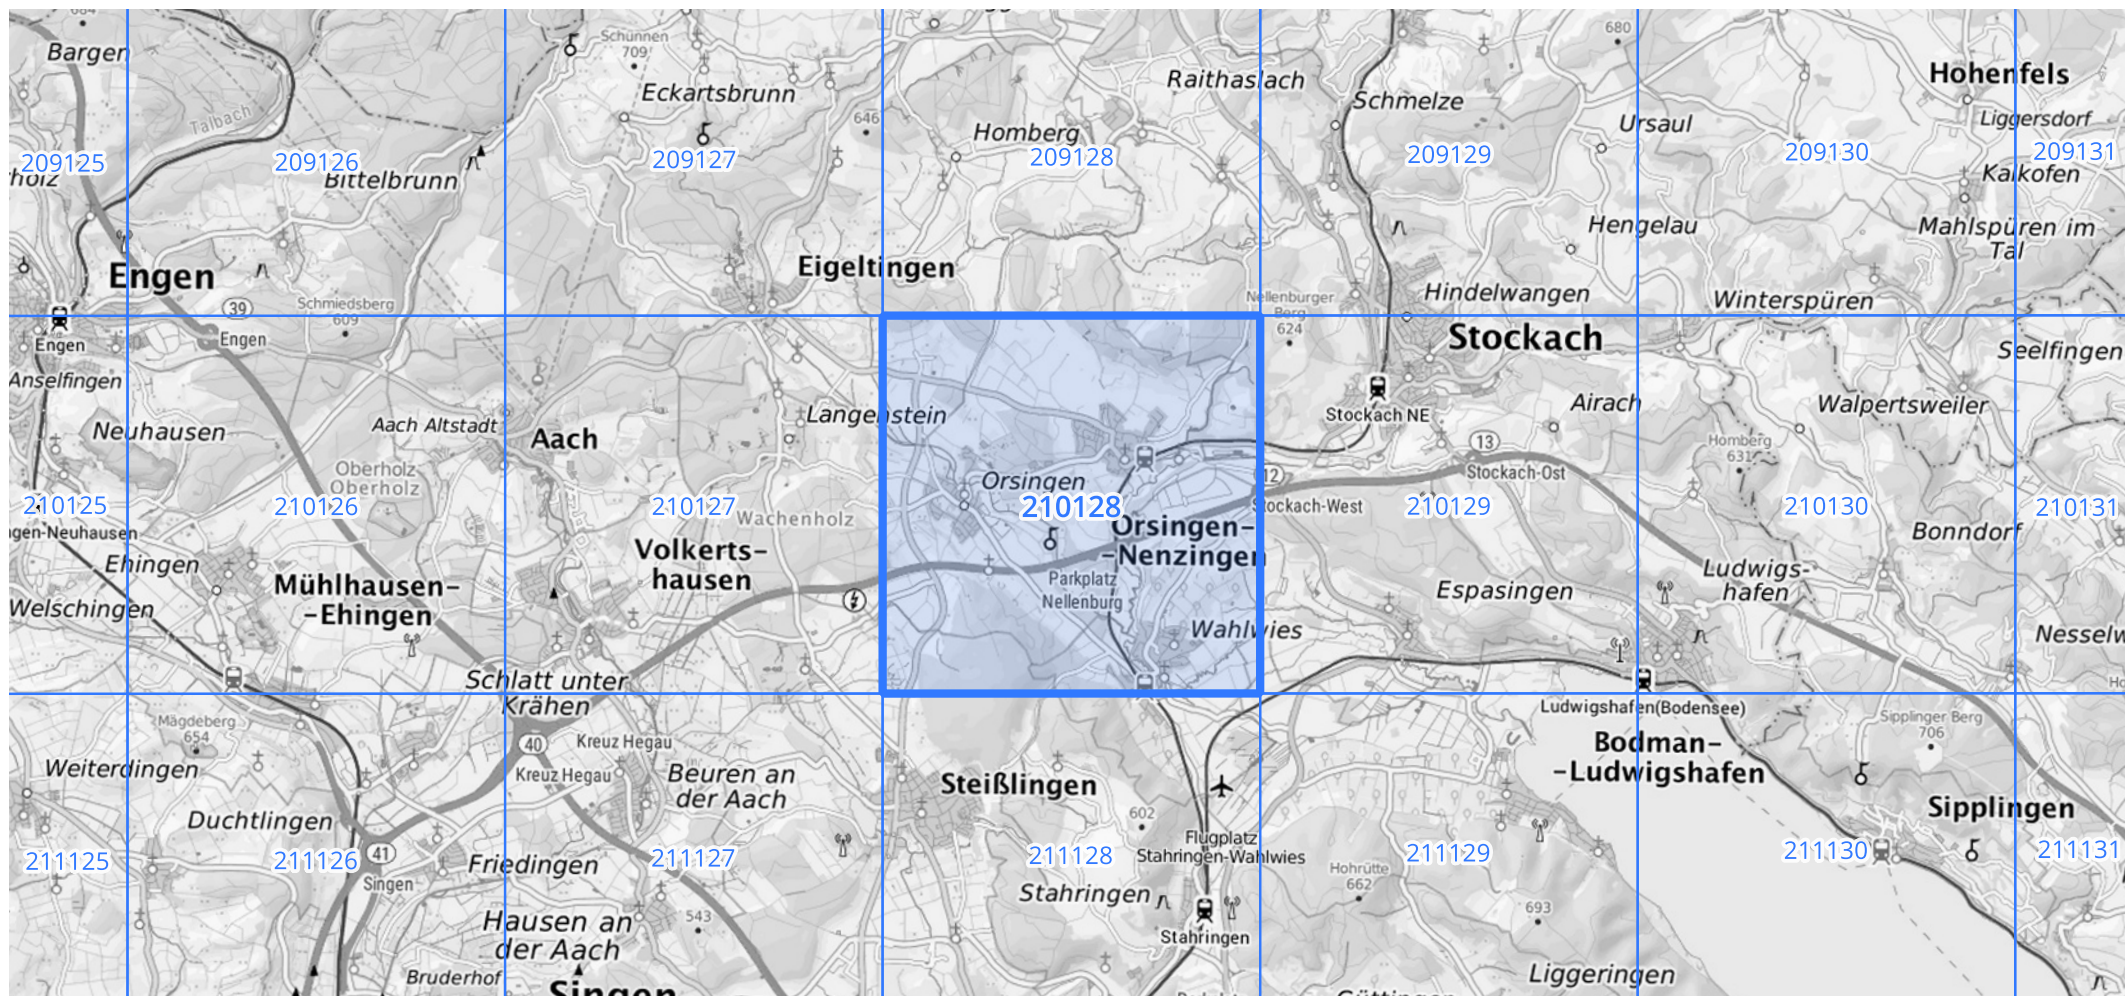 684
Bargen
Talbach
Schunnen
709
Eckartsbrunn
646
Raithaslach
Homberg
Schmelze
680
Ursaul
Hohenfels
Liggersdorf
Kalkofen
209125
209126
209127
209128
209129
209130
209131
holz
Bittelbrunn
Hengelau
Mahlspüren im
Tal
Engen
Eigeltingen
39
Schmiedsberg
609
Nellenburger
Berg
624
Hindelwangen
Winterspüren
Engen
Engen
Stockach
Seelfingen
Anselfingen
Neuhausen
Aach Altstadt
Aach
Langenstein
Stockach NE
Airach
Walpertsweiler
Oberholz
Oberholz
13
Stockach-Ost
Homberg
631
Orsingen
12
Stockach-West
210125
210126
210127
210128
210129
210130
210131
Wachenholz
gen-Neuhausen
Orsingen-
-Nenzingen
Bonndorf
Ehingen
Volkerts-
hausen
Mühlhausen-
-Ehingen
Parkplatz
Nellenburg
Espasingen
Ludwigs-
hafen
Welschingen
Wahlwies
Nesselw
Schlatt unter
Krähen
Ludwigshafen(Bodensee)
Mägdeberg
654
40
Kreuz Hegau
Kreuz Hegau
Sipplinger Berg
706
Bodman-
-Ludwigshafen
Weiterdingen
Beuren an
der Aach
Steißlingen
602
Sipplingen
Duchtlingen
Flugplatz
Stahringen-Wahlwies
211125
211126
211127
211128
211129
211130
211131
41
Singen
Friedingen
Hohrütte
662
Stahringen
543
693
Hausen an
der Aach
Stahringen
Bruderhof
Singen
Liggeringen
Güttingen